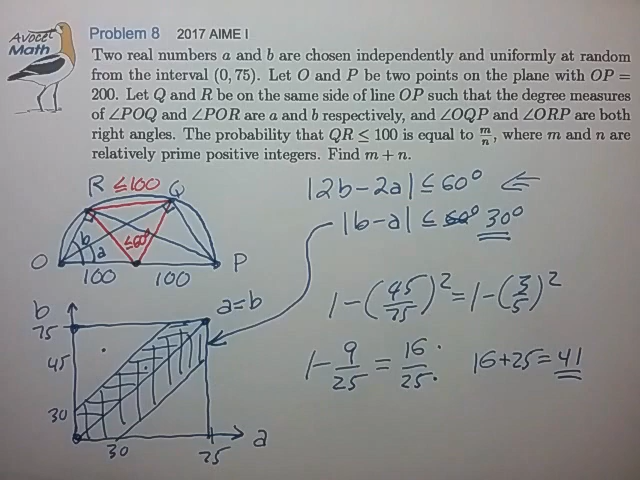 Avocet
Math
Problem 8 2017 AIME I
Two real numbers a and b are chosen independently and uniformly at random
from the interval (0, 75). Let O and P be two points on the plane with OP =
200. Let Q and R be on the same side of line OP such that the degree measures
of ∠POQ and ∠POR are a and b respectively, and ∠OQP and ∠ORP are both
right angles. The probability that QR ≤ 100 is equal to m/n, where m and n are
relatively prime positive integers. Find m + n.
R ≤100 Q
b a ≤60°
O P
100 100
|2b-2a| ≤ 60° ⇐
|b-a| ≤ 30°
1-(45/75)²=1-(3/5)²
1-9/25 = 16/25. 16+25=41
b
75
45
30
a=b
30 75 a